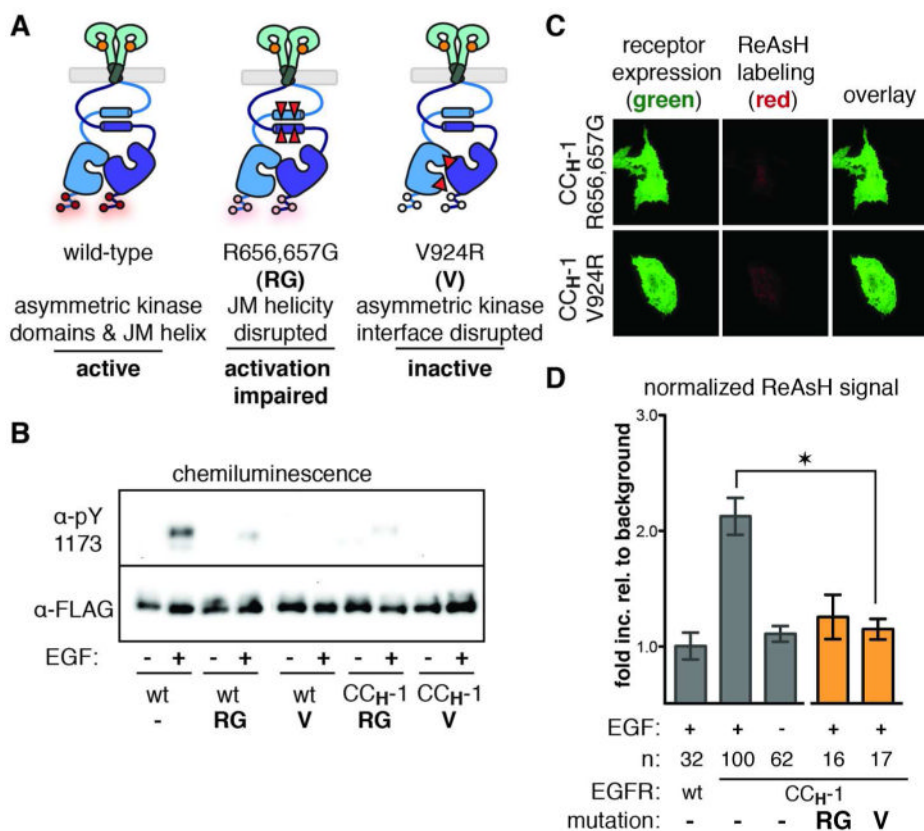 A
wild-type
asymmetric kinase
domains & JM helix
active
R656,657G
(RG)
JM helicity
disrupted
activation
impaired
V924R
(V)
asymmetric kinase
interface disrupted
inactive
B
chemiluminescence
α-pY
1173
α-FLAG
EGF: - + - + - + - + - +
wt wt wt CCH-1 CCH-1
- RG V RG V
C
receptor
expression
(green)
ReAsH
labeling
(red)
overlay
CCH-1
R656,657G
CCH-1
V924R
D
normalized ReAsH signal
fold inc. rel. to background
3.0
2.0
1.0
*
EGF: + + - + +
n: 32 100 62 16 17
EGFR: wt CCH-1
mutation: - - - RG V